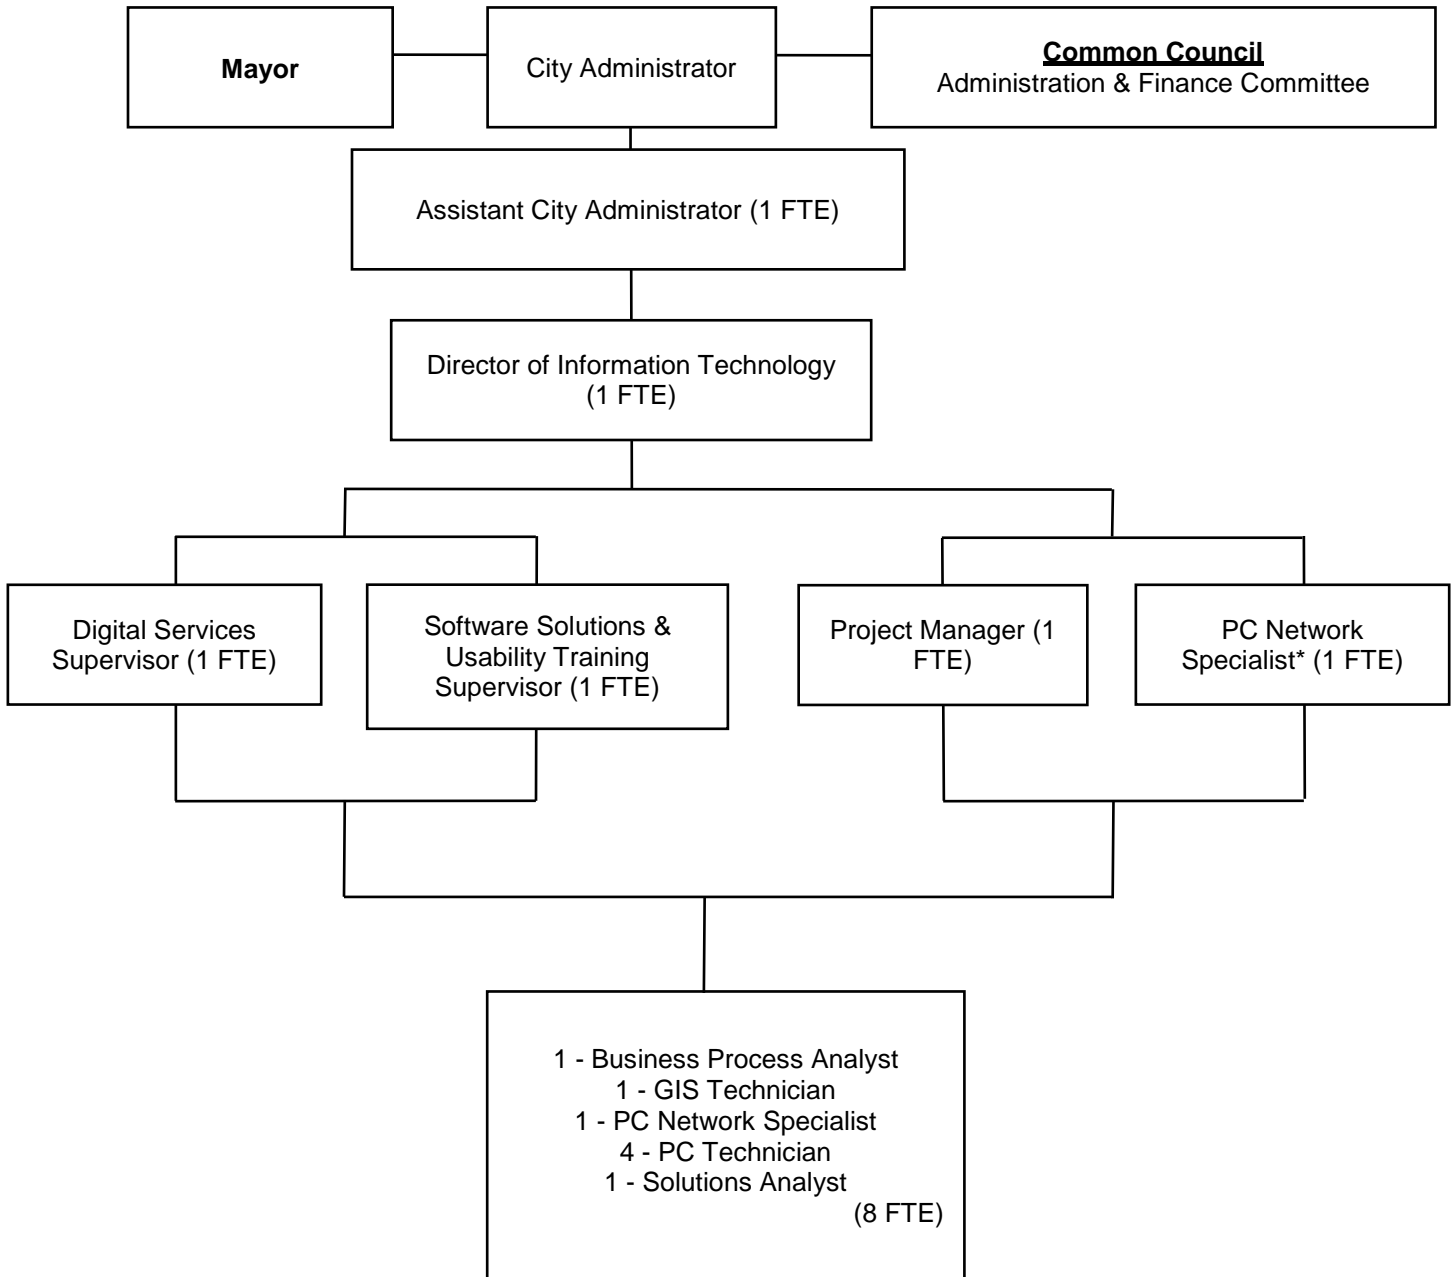 Mayor
City Administrator
Common Council
Administration & Finance Committee
Assistant City Administrator (1 FTE)
Director of Information Technology
(1 FTE)
Digital Services
Supervisor (1 FTE)
Software Solutions &
Usability Training
Supervisor (1 FTE)
Project Manager (1
FTE)
PC Network
Specialist* (1 FTE)
1 - Business Process Analyst
1 - GIS Technician
1 - PC Network Specialist
4 - PC Technician
1 - Solutions Analyst
(8 FTE)